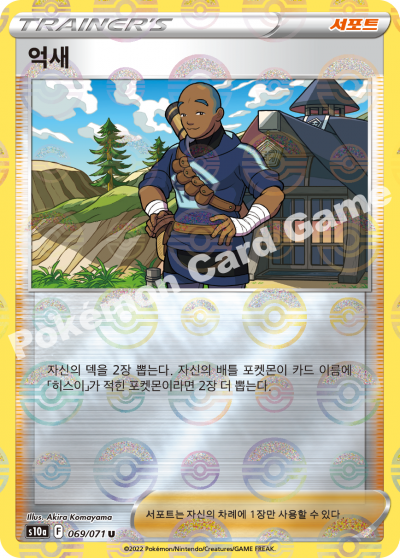 TRAINER'S
서포트
억새
Pokémon Card Game
자신의 덱을 2장 뽑는다. 자신의 배틀 포켓몬이 카드 이름에
「히스이」가 적힌 포켓몬이라면 2장 더 뽑는다.
Illus. Akira Komayama
s10a F 069/071 U
서포트는 자신의 차례에 1장만 사용할 수 있다.
©2022 Pokémon/Nintendo/Creatures/GAME FREAK.